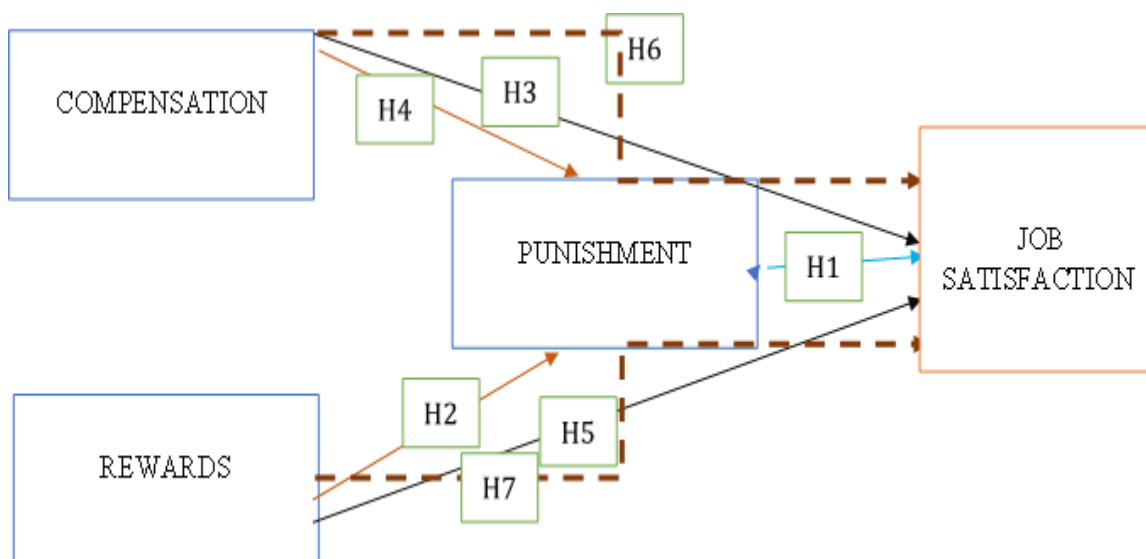 H6
COMPENSATION
H3
H4
PUNISHMENT
H1
JOB
SATISFACTION
H2
H5
REWARDS
H7